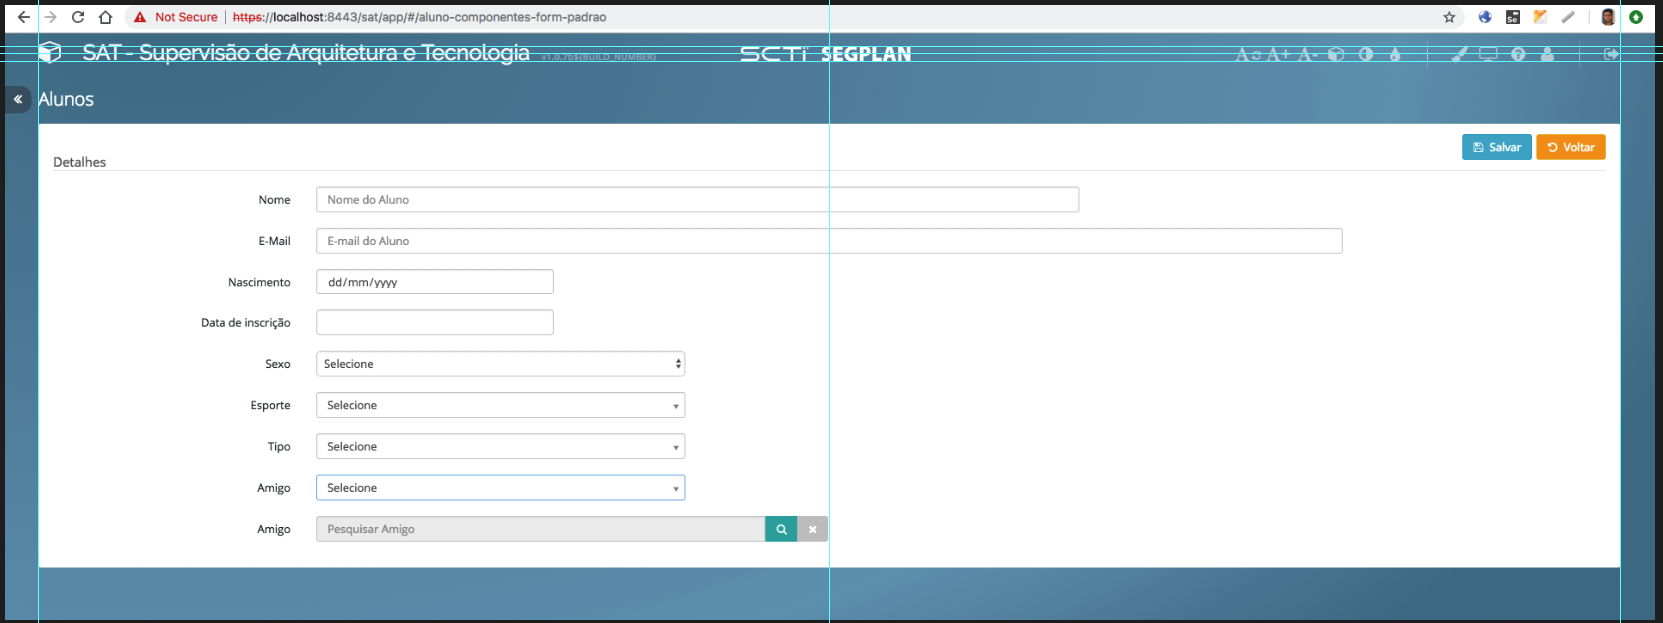 Not Secure | https://localhost:8443/sat/app/#/aluno-componentes-form-padrao
Se
SAT - Supervisão de Arquitetura e Tecnologia v1.0.7b${BUILD_NUMBER} SCTI SEGPLAN A A+ A-
« Alunos
Salvar Voltar
Detalhes
Nome Nome do Aluno
E-Mail E-mail do Aluno
Nascimento dd/mm/yyyy
Data de inscrição
Sexo Selecione
Esporte Selecione
Tipo Selecione
Amigo Selecione
Amigo Pesquisar Amigo